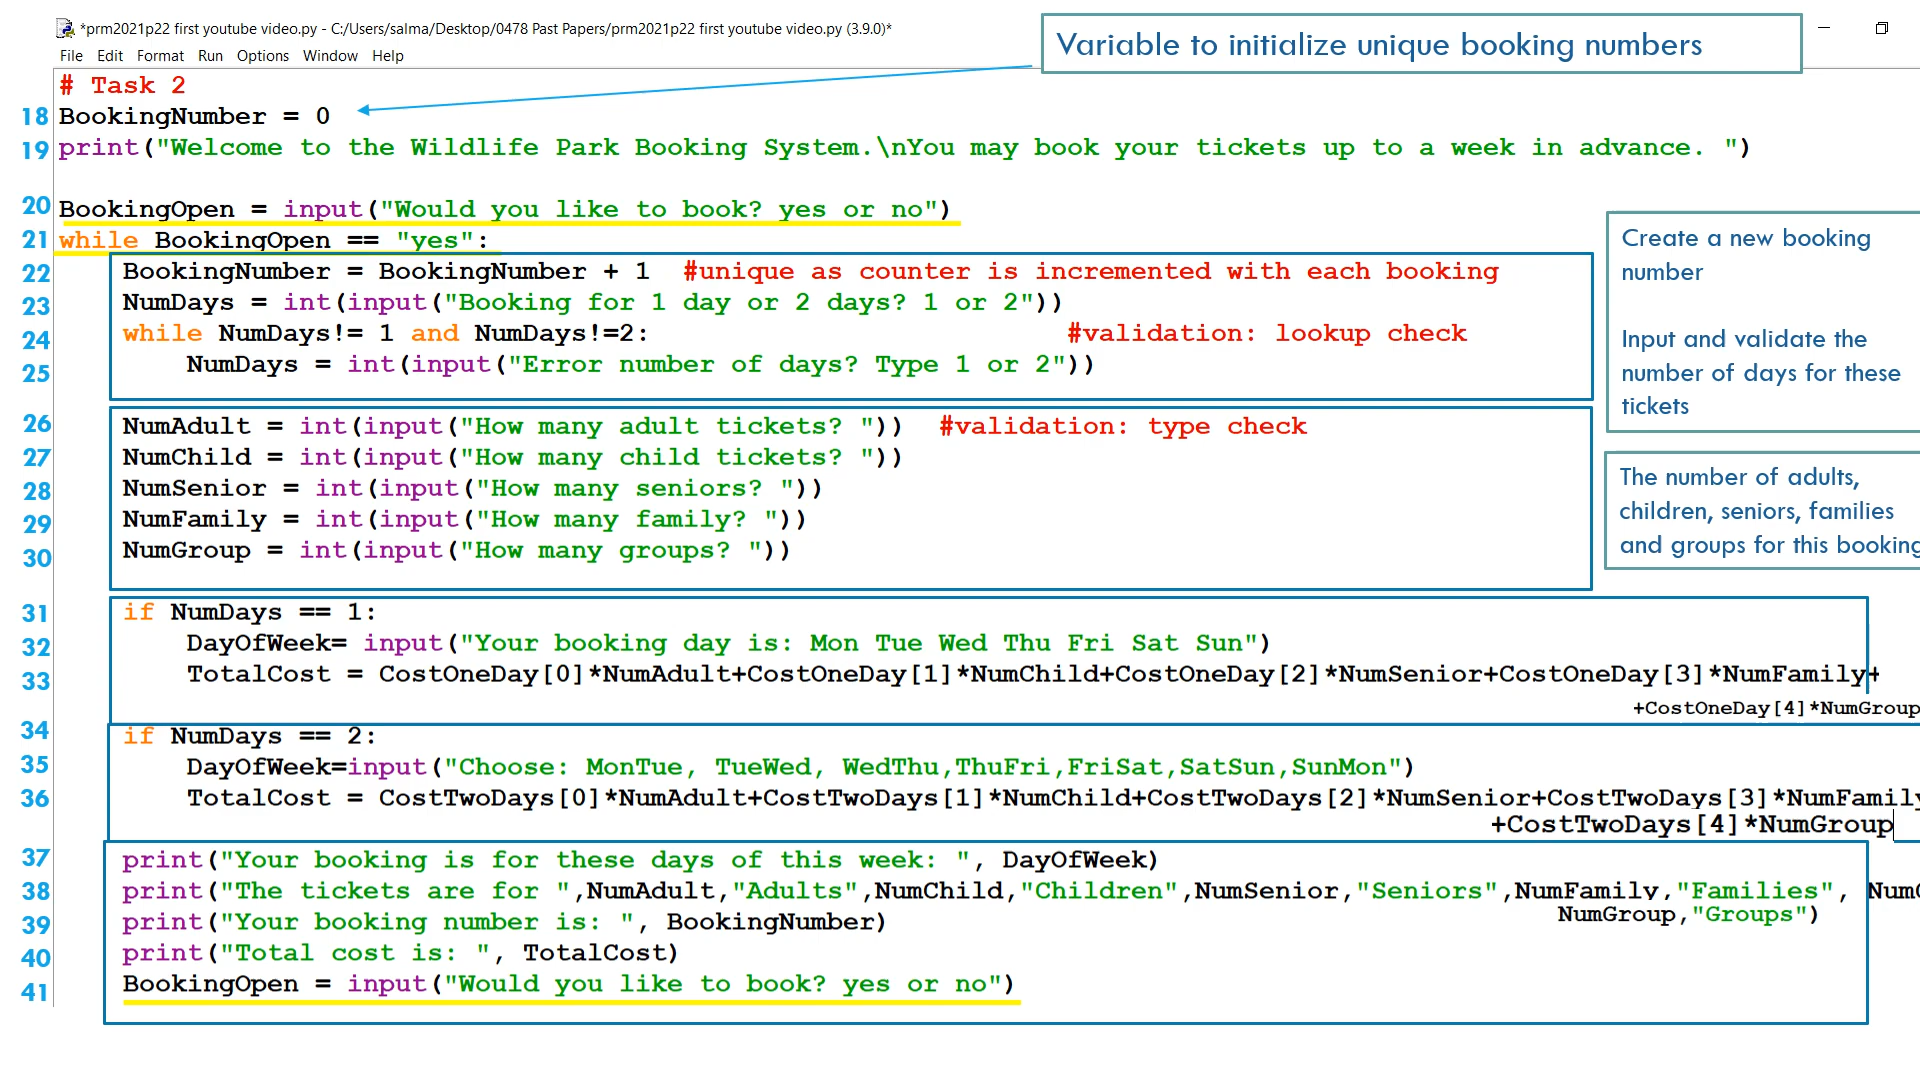 *prm2021p22 first youtube video.py - C:/Users/salma/Desktop/0478 Past Papers/prm2021p22 first youtube video.py (3.9.0)*
File Edit Format Run Options Window Help
Variable to initialize unique booking numbers
# Task 2
18 BookingNumber = 0
19 print("Welcome to the Wildlife Park Booking System.\nYou may book your tickets up to a week in advance. ")
20 BookingOpen = input("Would you like to book? yes or no")
21 while BookingOpen == "yes":
22 BookingNumber = BookingNumber + 1 #unique as counter is incremented with each booking
23 NumDays = int(input("Booking for 1 day or 2 days? 1 or 2"))
24 while NumDays!= 1 and NumDays!=2: #validation: lookup check
25 NumDays = int(input("Error number of days? Type 1 or 2"))
Create a new booking
number
Input and validate the
number of days for these
tickets
26 NumAdult = int(input("How many adult tickets? ")) #validation: type check
27 NumChild = int(input("How many child tickets? "))
28 NumSenior = int(input("How many seniors? "))
29 NumFamily = int(input("How many family? "))
30 NumGroup = int(input("How many groups? "))
The number of adults,
children, seniors, families
and groups for this booking
31 if NumDays == 1:
32 DayOfWeek= input("Your booking day is: Mon Tue Wed Thu Fri Sat Sun")
33 TotalCost = CostOneDay[0]*NumAdult+CostOneDay[1]*NumChild+CostOneDay[2]*NumSenior+CostOneDay[3]*NumFamily+
+CostOneDay[4]*NumGroup
34 if NumDays == 2:
35 DayOfWeek=input("Choose: MonTue, TueWed, WedThu,ThuFri,FriSat,SatSun,SunMon")
36 TotalCost = CostTwoDays[0]*NumAdult+CostTwoDays[1]*NumChild+CostTwoDays[2]*NumSenior+CostTwoDays[3]*NumFamily
+CostTwoDays[4]*NumGroup
37 print("Your booking is for these days of this week: ", DayOfWeek)
38 print("The tickets are for ",NumAdult,"Adults",NumChild,"Children",NumSenior,"Seniors",NumFamily,"Families",
NumGroup,"Groups")
39 print("Your booking number is: ", BookingNumber)
40 print("Total cost is: ", TotalCost)
41 BookingOpen = input("Would you like to book? yes or no")